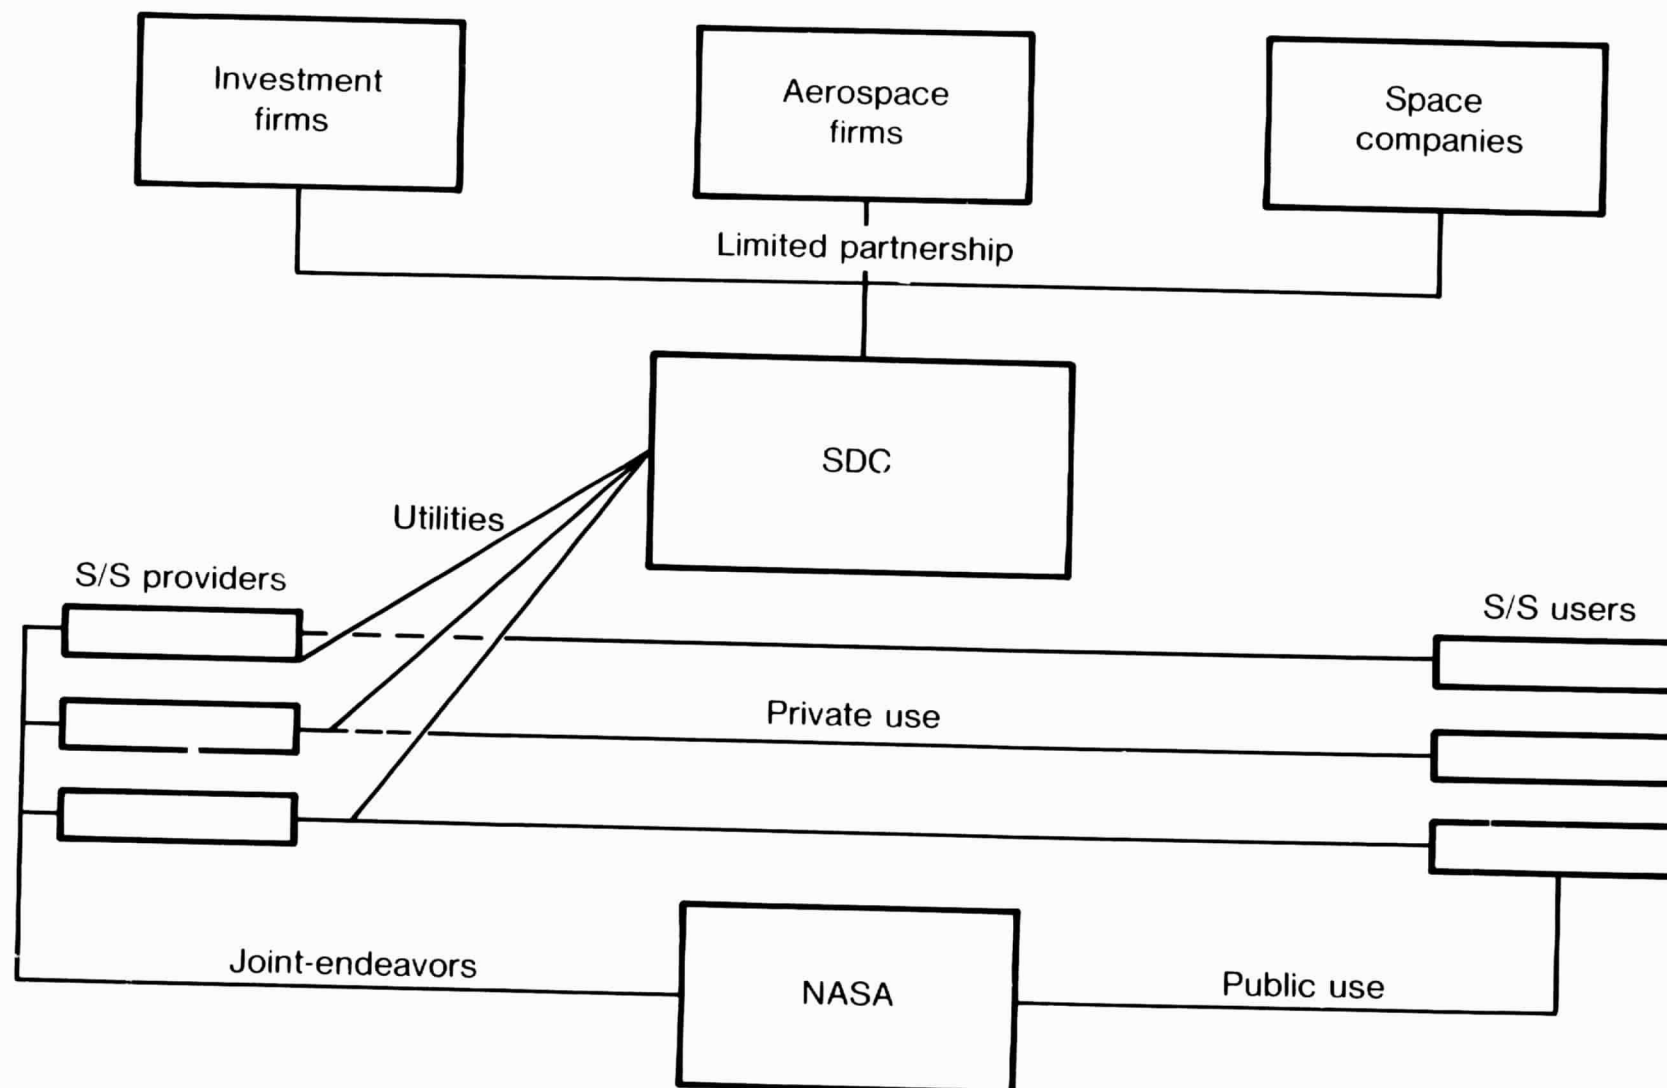 Investment
firms
Aerospace
firms
Space
companies
Limited partnership
SDC
Utilities
S/S providers
S/S users
Private use
Joint-endeavors
NASA
Public use